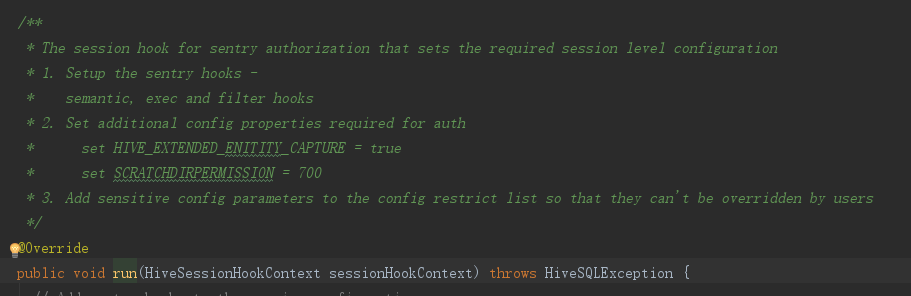 /**
* The session hook for sentry authorization that sets the required session level configuration
* 1. Setup the sentry hooks -
*    semantic, exec and filter hooks
* 2. Set additional config properties required for auth
*      set HIVE_EXTENDED_ENITITY_CAPTURE = true
*      set SCRATCHDIRPERMISSION = 700
* 3. Add sensitive config parameters to the config restrict list so that they can't be overridden by users
*/
@Override
public void run(HiveSessionHookContext sessionHookContext) throws HiveSQLException {